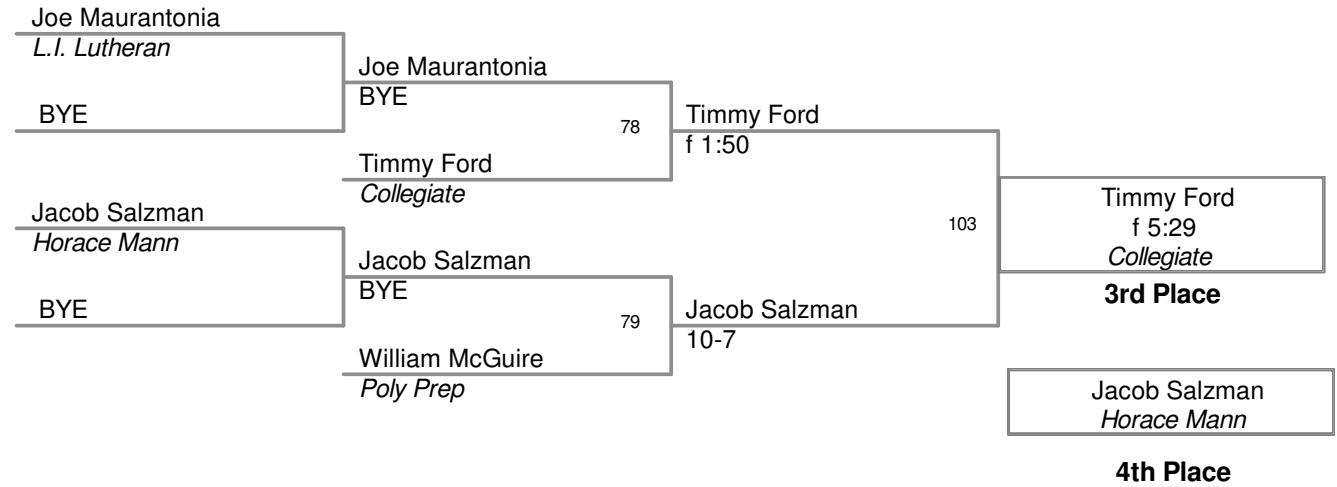 Joe Maurantonia
L.I. Lutheran
BYE
Joe Maurantonia
BYE
78
Timmy Ford
Collegiate
Timmy Ford
f 1:50
Jacob Salzman
Horace Mann
BYE
Jacob Salzman
BYE
79
William McGuire
Poly Prep
Jacob Salzman
10-7
103
Timmy Ford
f 5:29
Collegiate
3rd Place
Jacob Salzman
Horace Mann
4th Place